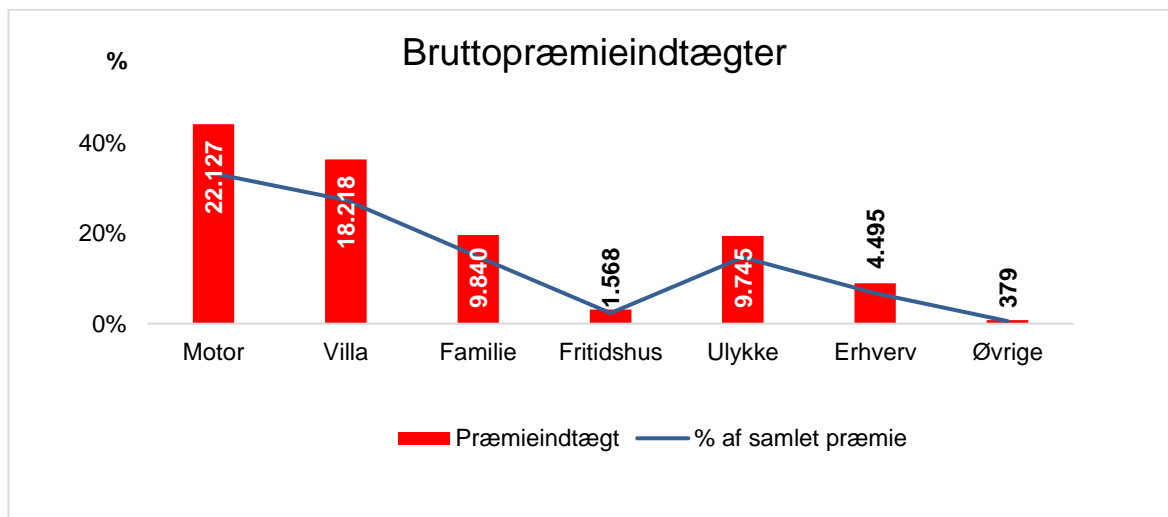 Bruttopræmieindtægter
%
40%
20%
0%
22.127
18.218
9.840
1.568
9.745
4.495
379
Motor
Villa
Familie
Fritidshus
Ulykke
Erhverv
Øvrige
Præmieindtægt
% af samlet præmie